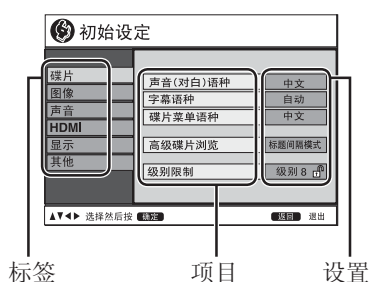 初始设定
碟片
图像
声音
HDMI
显示
其他
声音(对白)语种
字幕语种
碟片菜单语种
高级碟片浏览
级别限制
中文
自动
中文
标题间隔模式
级别 8
▲▼◀▶ 选择然后按 确定
返回 退出
标签
项目
设置